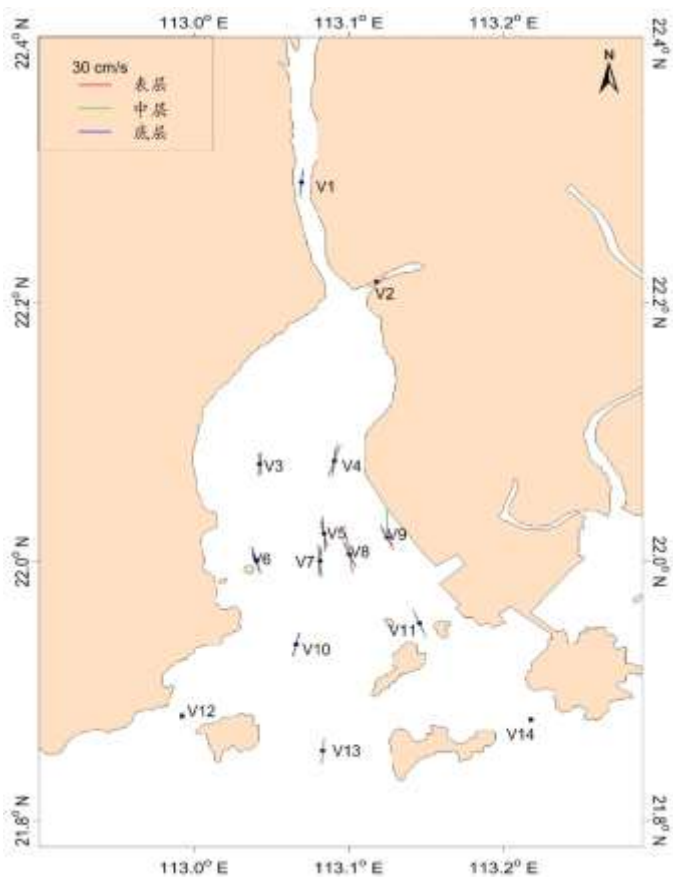 113.0° E 113.1° E 113.2° E
22.4° N 22.4° N
30 cm/s
表层
中层
底层
N
V1
V2
22.2° N 22.2° N
V3 V4
V5 V9
V6 V7 V8
22.0° N 22.0° N
V11
V10
V12
V14
V13
21.8° N 21.8° N
113.0° E 113.1° E 113.2° E